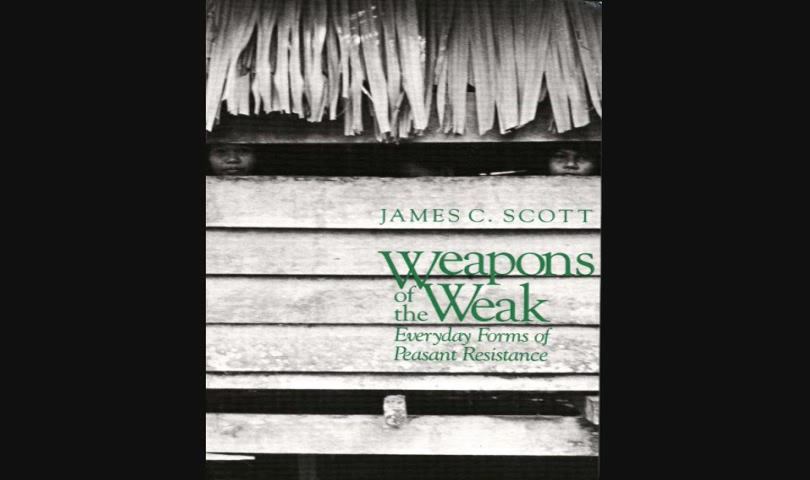 JAMES C. SCOTT
Weapons
of
the Weak
Everyday Forms of
Peasant Resistance